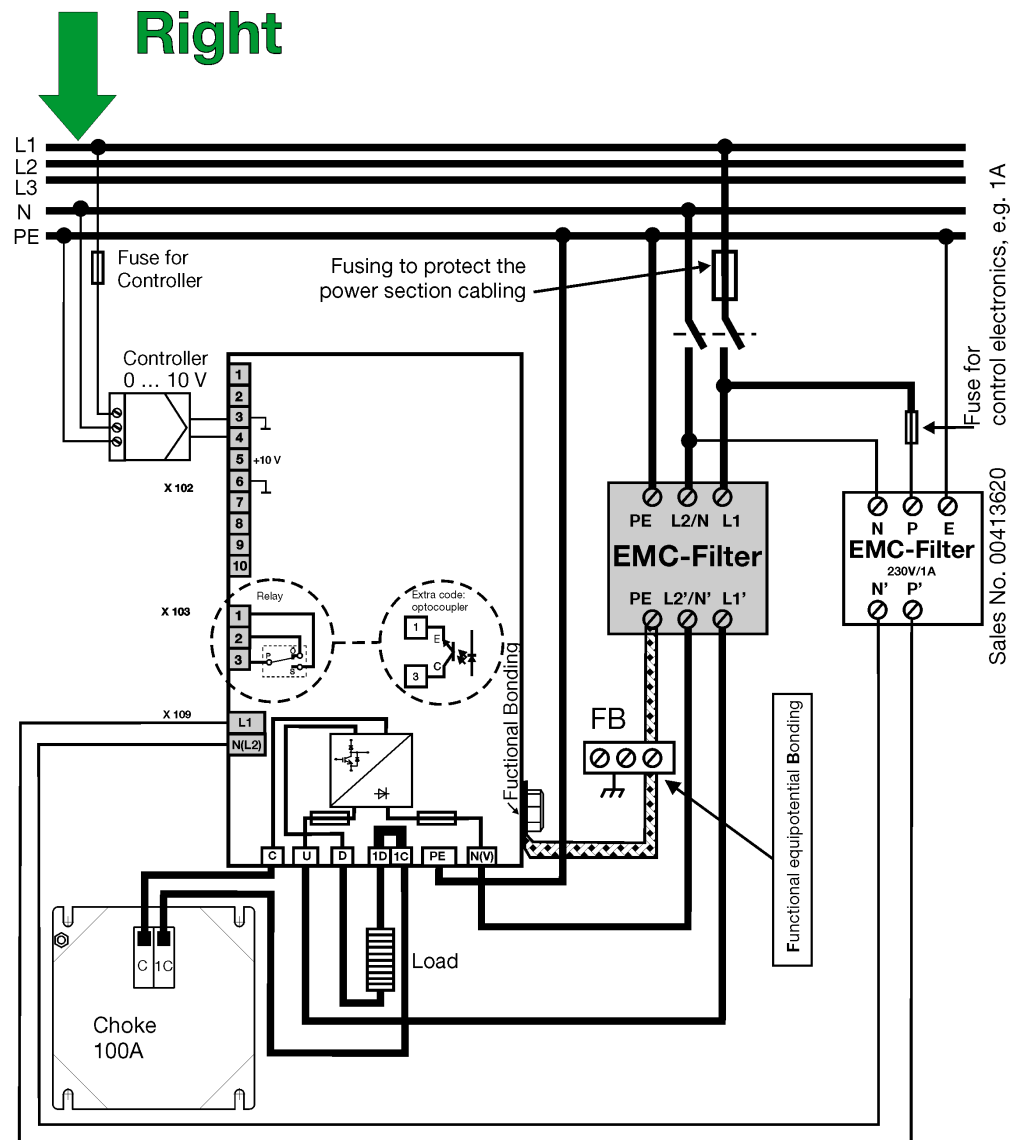 Right
L1
L2
L3
N
PE
Fuse for
Controller
Fusing to protect the
power section cabling
Fuse for
control electronics, e.g. 1A
Sales No. 00413620
Controller
0 ... 10 V
1
2
3
4
5
+10 V
6
7
8
9
10
X 102
PE
L2/N
L1
EMC-Filter
PE
L2'/N'
L1'
N
P
E
EMC-Filter
230V/1A
N'
P'
X 103
1
2
3
Relay
P
O
S
Extra code:
optocoupler
1
E
C
3
X 109
L1
N(L2)
Fuctional Bonding
FB
Functional equipotential Bonding
C
U
D
1D
1C
PE
N(V)
C
1C
Load
Choke
100A